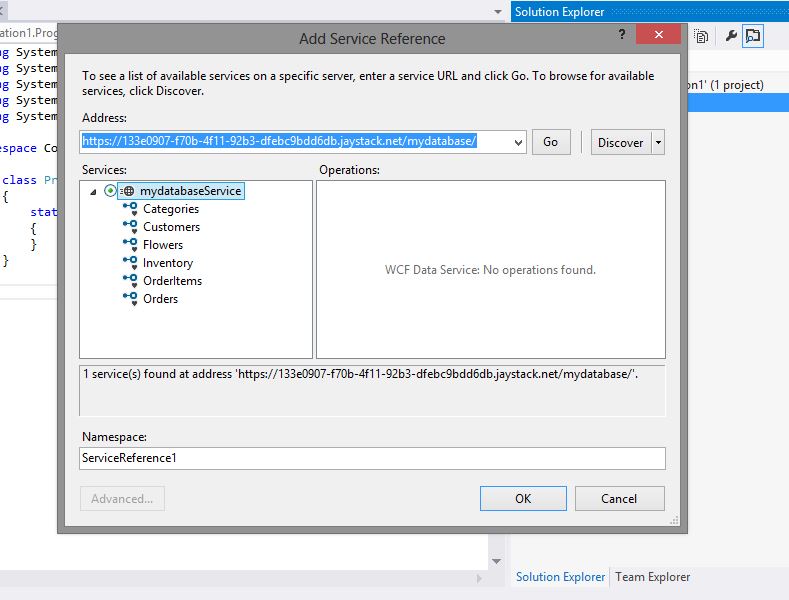 Solution Explorer
ation1.Prog
Add Service Reference
?
ng System
ng System
ng System
ng System
ng System
espace Co
class Pr
{
stat
{
}
}
on1' (1 project)
To see a list of available services on a specific server, enter a service URL and click Go. To browse for available
services, click Discover.
Address:
https://133e0907-f70b-4f11-92b3-dfebc9bdd6db.jaystack.net/mydatabase/
Go
Discover
Services:
Operations:
mydatabaseService
Categories
Customers
Flowers
Inventory
OrderItems
Orders
WCF Data Service: No operations found.
1 service(s) found at address 'https://133e0907-f70b-4f11-92b3-dfebc9bdd6db.jaystack.net/mydatabase/'.
Namespace:
ServiceReference1
Advanced...
OK
Cancel
Solution Explorer
Team Explorer